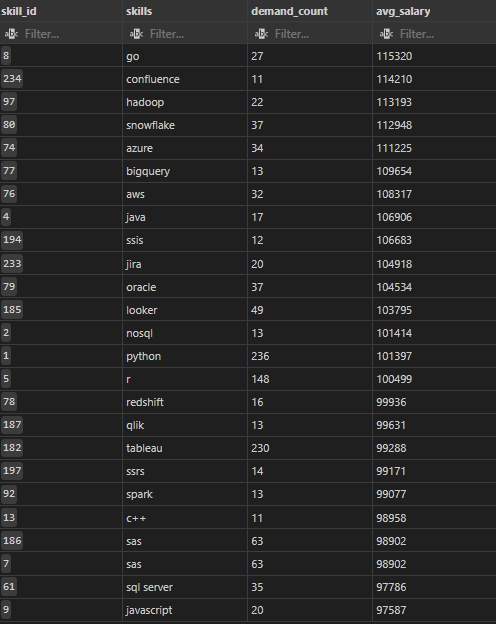 skill_id skills demand_count avg_salary
abc Filter... abc Filter... abc Filter... abc Filter...
8 go 27 115320
234 confluence 11 114210
97 hadoop 22 113193
80 snowflake 37 112948
74 azure 34 111225
77 bigquery 13 109654
76 aws 32 108317
4 java 17 106906
194 ssis 12 106683
233 jira 20 104918
79 oracle 37 104534
185 looker 49 103795
2 nosql 13 101414
1 python 236 101397
5 r 148 100499
78 redshift 16 99936
187 qlik 13 99631
182 tableau 230 99288
197 ssrs 14 99171
92 spark 13 99077
13 c++ 11 98958
186 sas 63 98902
7 sas 63 98902
61 sql server 35 97786
9 javascript 20 97587